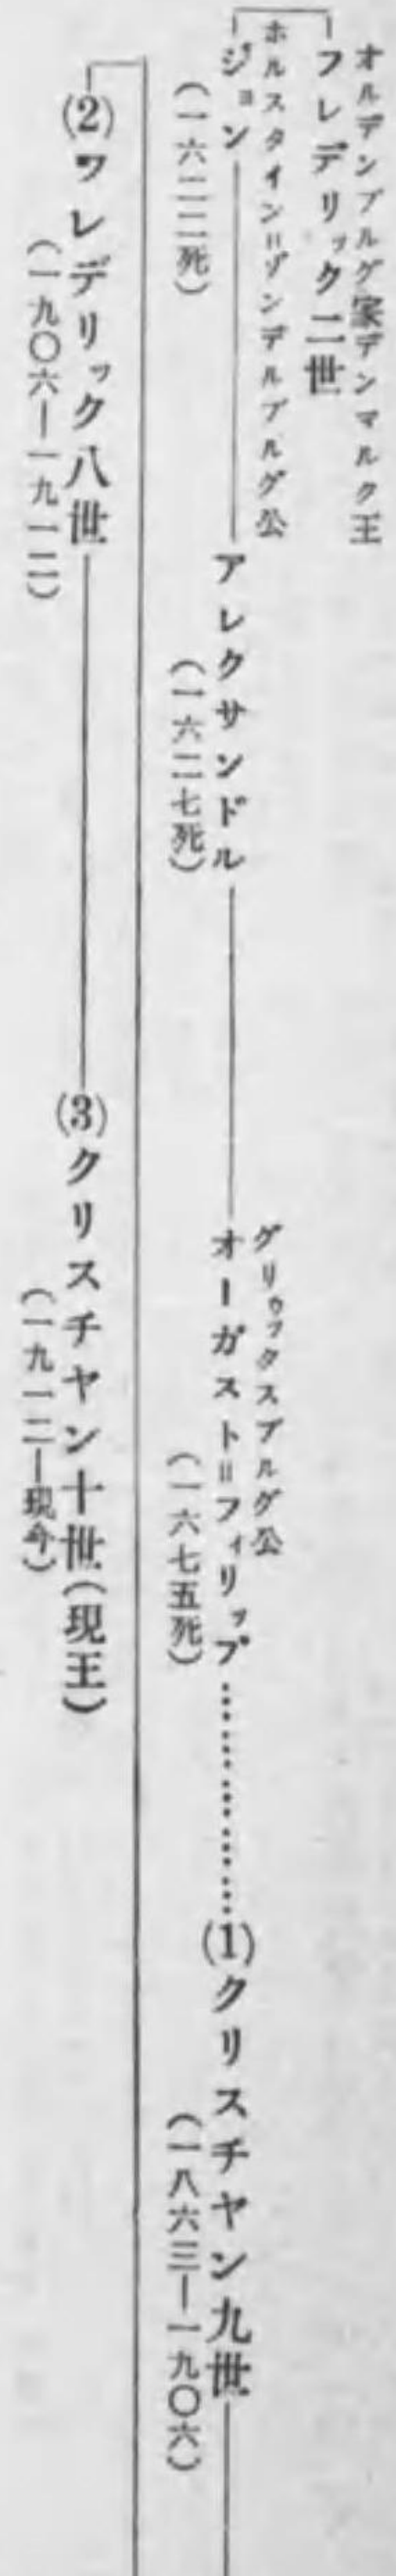 オルデンブルグ家デンマルク王
フレデリック二世
ホルスタイン=ゾンデルブルグ公
ジョン
(一六二二死)
アレクサンドル
(一六二七死)
グリュックスブルグ公
オーガスト=フィリップ
(一六七五死)
(1)クリスチヤン九世
(一八六三—一九〇六)
(2)フレデリック八世
(一九〇六—一九一二)
(3)クリスチヤン十世(現王)
(一九一二—現今)